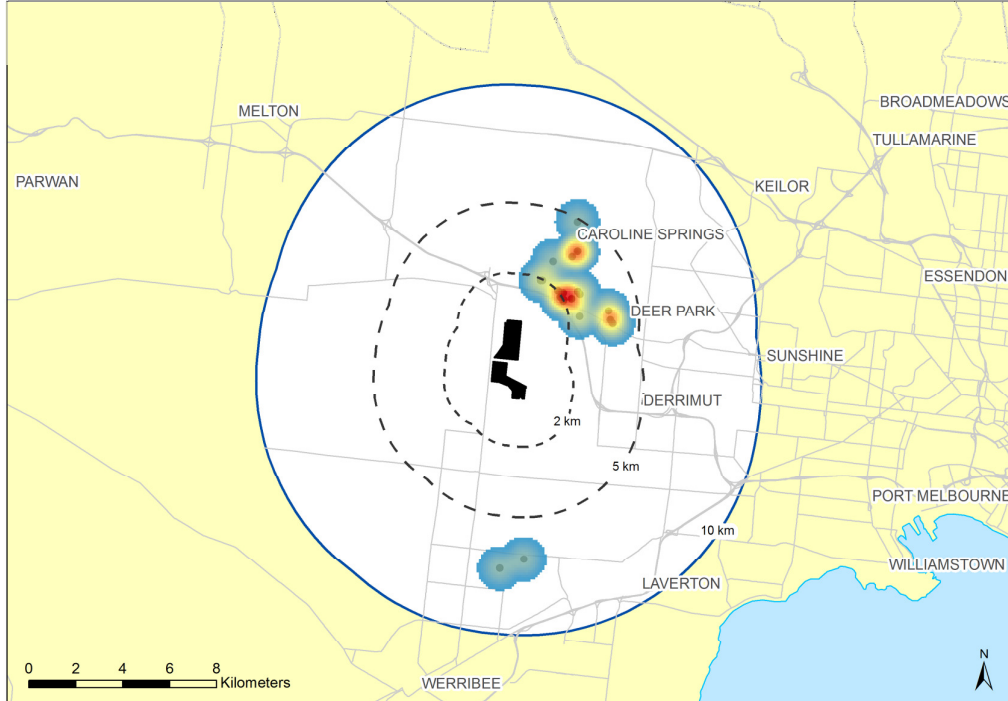 BROADMEADOWS
MELTON
TULLAMARINE
PARWAN
KEILOR
CAROLINE SPRINGS
ESSENDON
DEER PARK
SUNSHINE
DERRIMUT
2 km
5 km
PORT MELBOURNE
10 km
WILLIAMSTOWN
LAVERTON
N
0 2 4 6 8
Kilometers
WERRIBEE